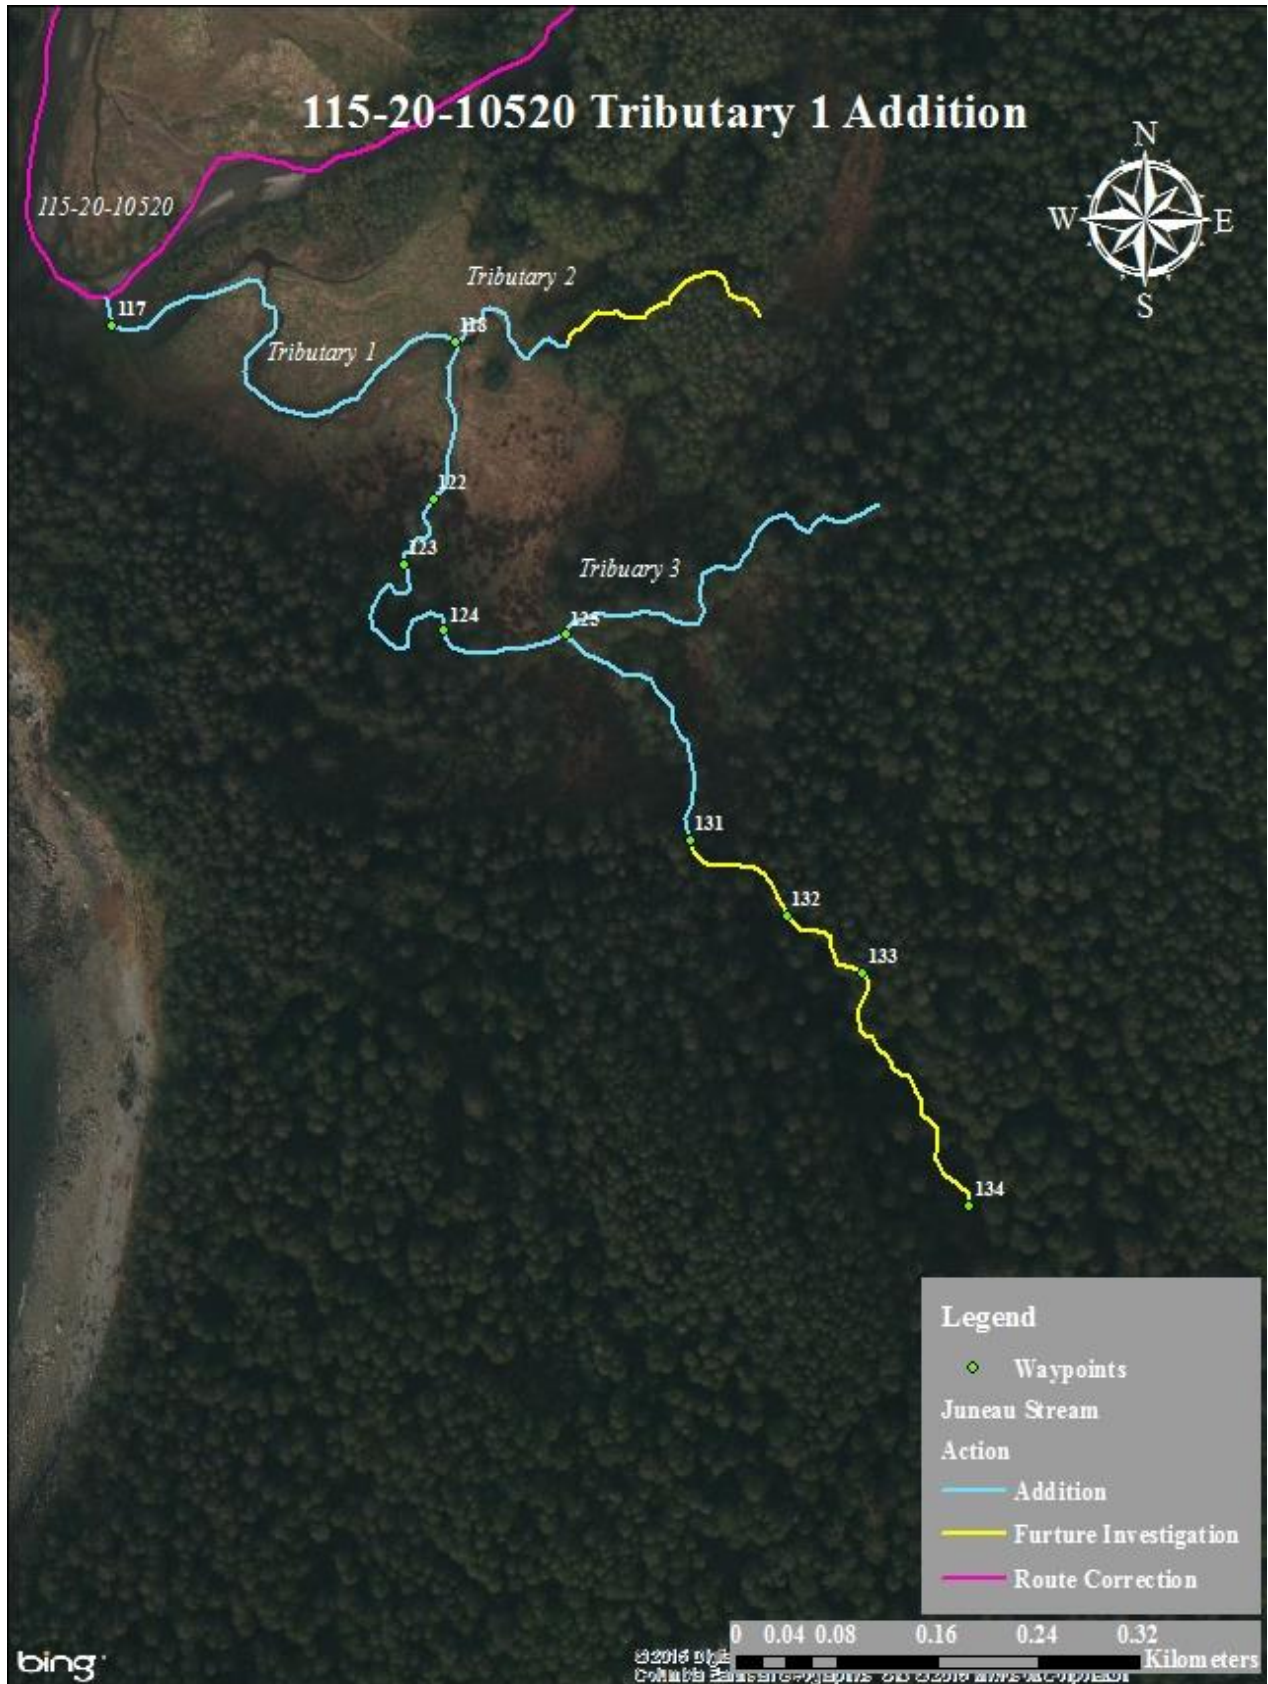 115-20-10520 Tributary 1 Addition
N
W
E
S
115-20-10520
Tributary 2
117
118
Tributary 1
122
123
Tribuary 3
124
125
131
132
133
134
Legend
Waypoints
Juneau Stream
Action
Addition
Furture Investigation
Route Correction
0 0.04 0.08 0.16 0.24 0.32
Kilometers
bing
©2016